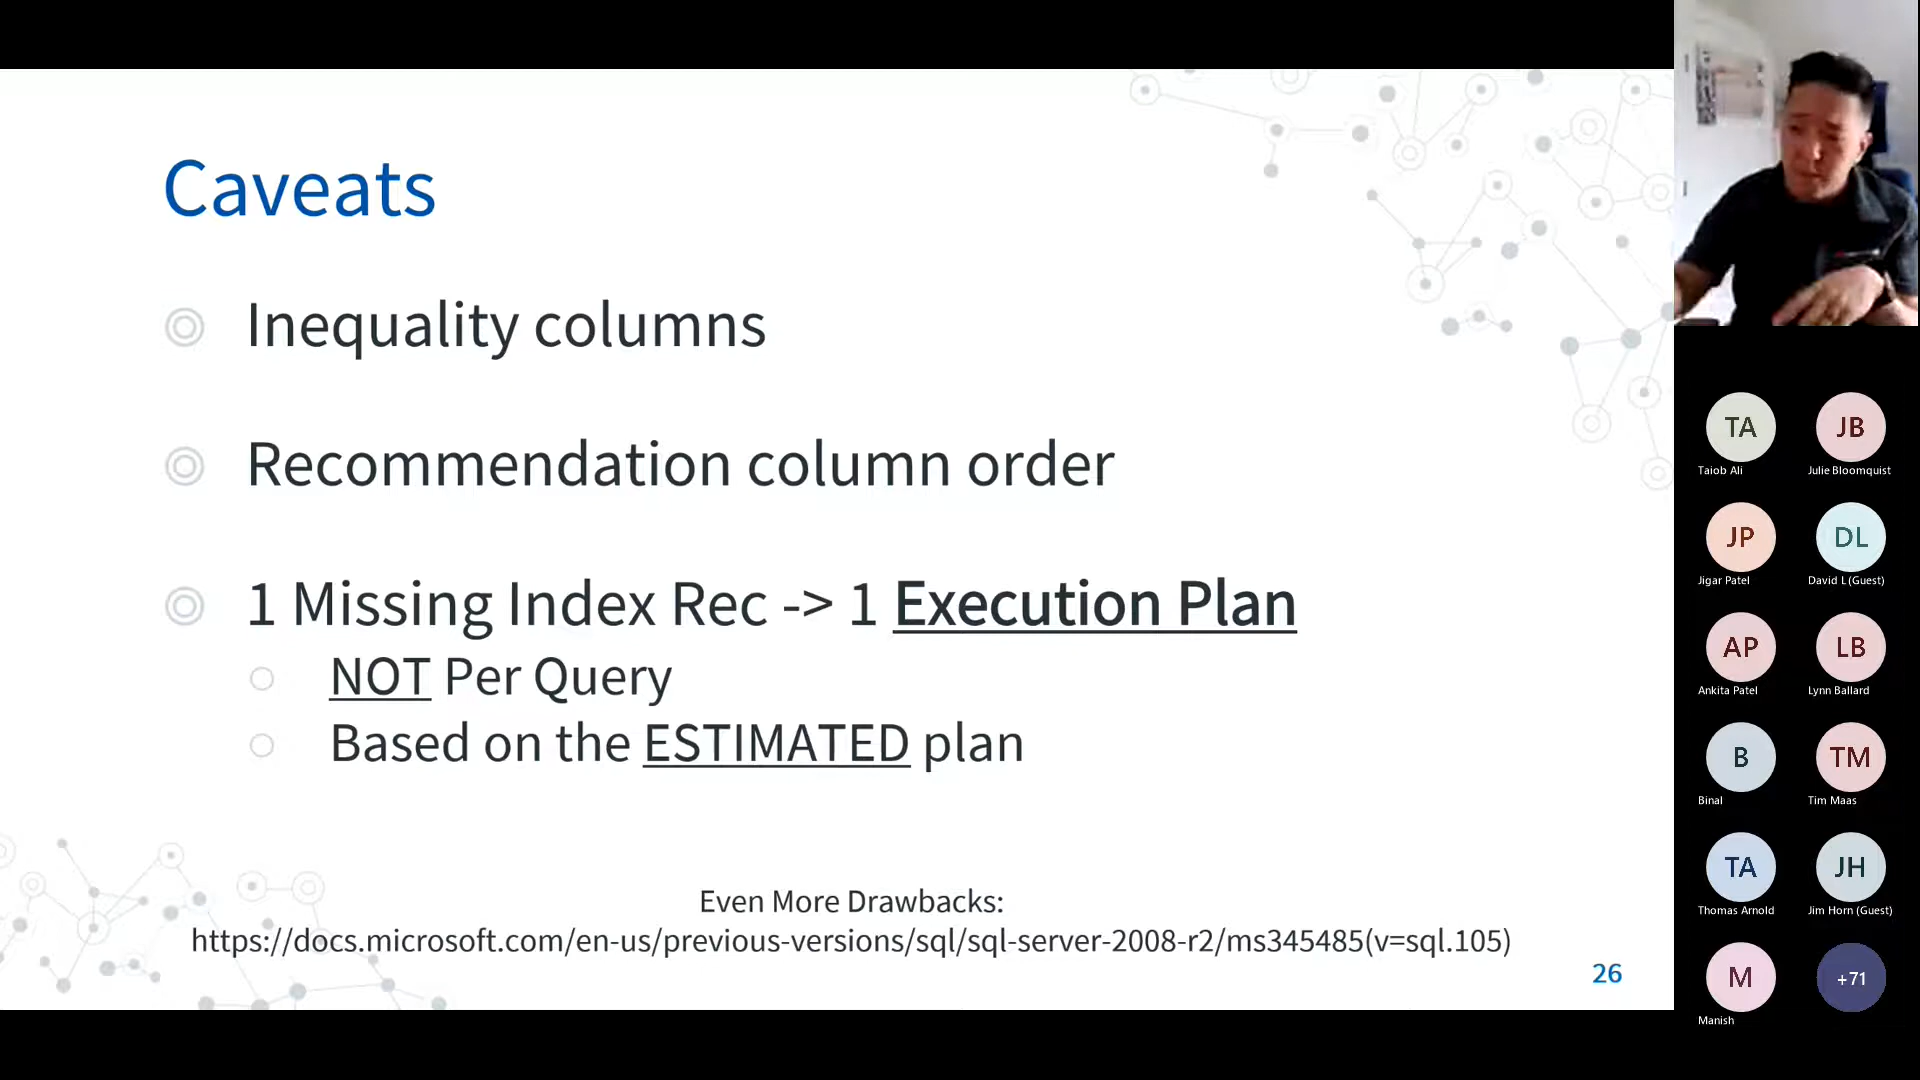 Caveats
Inequality columns
Recommendation column order
1 Missing Index Rec -> 1 Execution Plan
NOT Per Query
Based on the ESTIMATED plan
Even More Drawbacks:
https://docs.microsoft.com/en-us/previous-versions/sql/sql-server-2008-r2/ms345485(v=sql.105)
26
TA
JB
Taiob Ali
Julie Bloomquist
JP
DL
Jigar Patel
David L (Guest)
AP
LB
Ankita Patel
Lynn Ballard
B
TM
Binal
Tim Maas
TA
JH
Thomas Arnold
Jim Horn (Guest)
M
+71
Manish